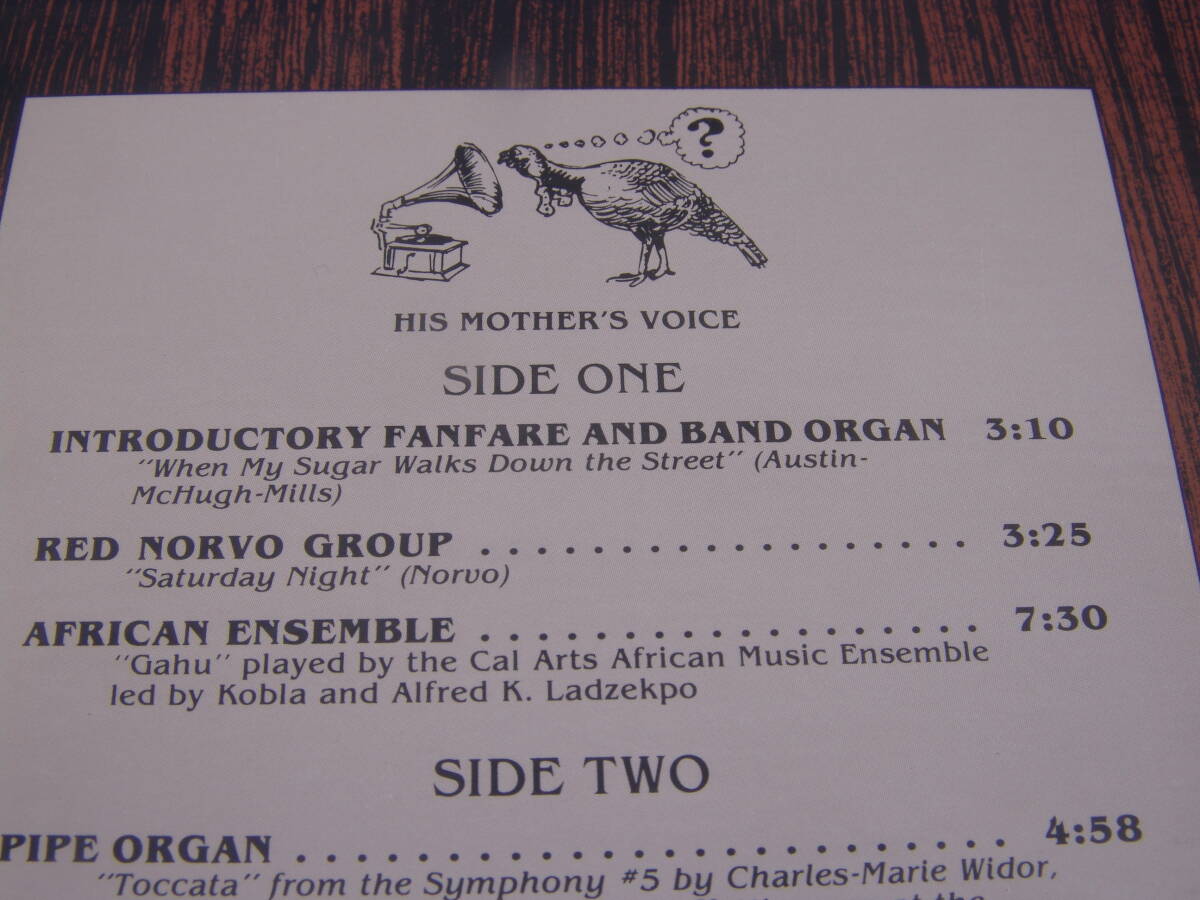 ?
HIS MOTHER'S VOICE
SIDE ONE
INTRODUCTORY FANFARE AND BAND ORGAN 3:10
"When My Sugar Walks Down the Street" (Austin-
McHugh-Mills)
RED NORVO GROUP . . . . . . . . . . . . . . . . . . 3:25
"Saturday Night" (Norvo)
AFRICAN ENSEMBLE . . . . . . . . . . . . . . . . . . 7:30
"Gahu" played by the Cal Arts African Music Ensemble
led by Kobla and Alfred K. Ladzekpo
SIDE TWO
PIPE ORGAN . . . . . . . . . . . . . . . . . . . . . . . . . . 4:58
"Toccata" from the Symphony #5 by Charles-Marie Widor,
at the